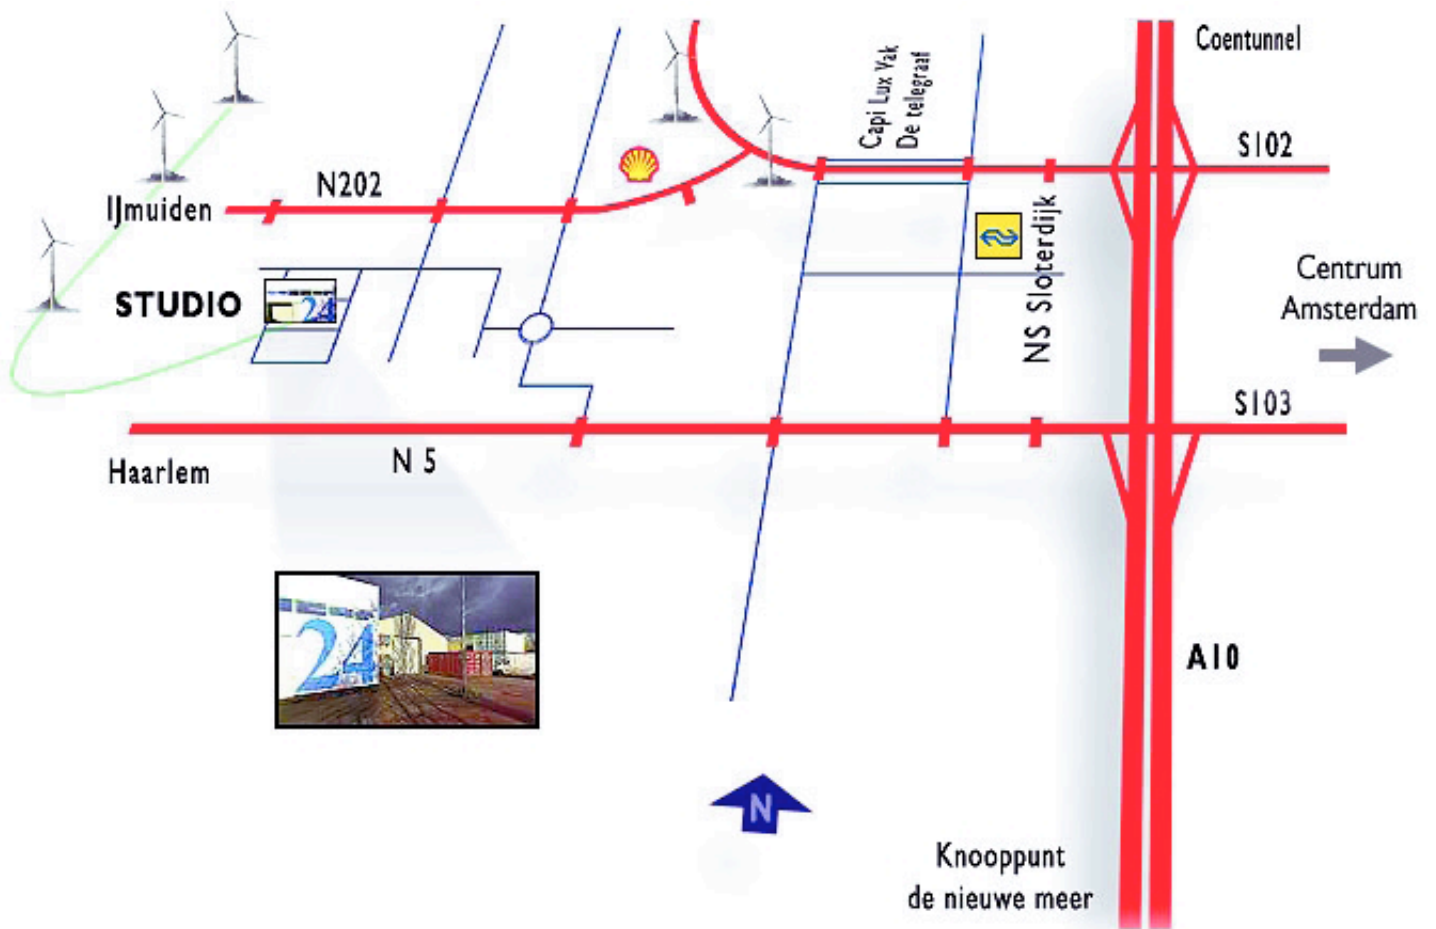 Coentunnel
Capi Lux Vak
De telegraaf
S102
N202
IJmuiden
NS Sloterdijk
Centrum
Amsterdam
STUDIO
24
S103
N 5
Haarlem
24
A10
N
Knooppunt
de nieuwe meer